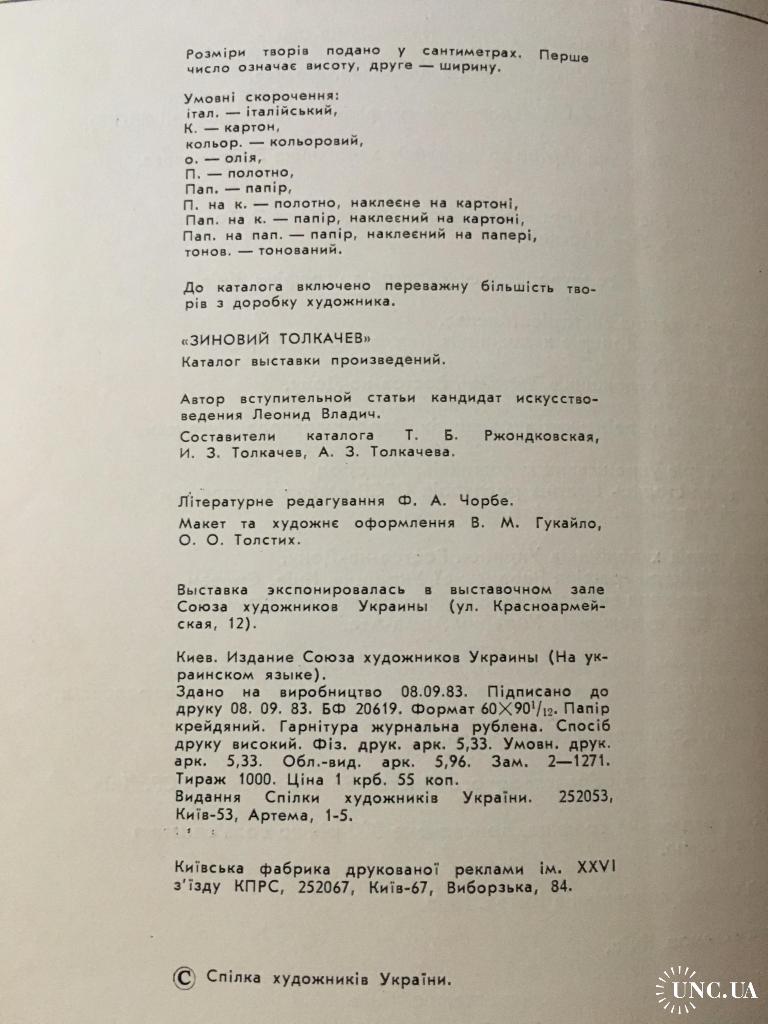 Розміри творів подано у сантиметрах. Перше
число означає висоту, друге — ширину.
Умовні скорочення:
італ. — італійський,
К. — картон,
кольор. — кольоровий,
о. — олія,
П. — полотно,
Пап. — папір,
П. на к. — полотно, наклеєне на картоні,
Пап. на к. — папір, наклеєний на картоні,
Пап. на пап. — папір, наклеєний на папері,
тонов. — тонований.
До каталога включено переважну більшість тво-
рів з доробку художника.
«ЗИНОВИЙ ТОЛКАЧЕВ»
Каталог выставки произведений.
Автор вступительной статьи кандидат искусство-
ведения Леонид Владич.
Составители каталога Т. Б. Ржондковская,
И. З. Толкачев, А. З. Толкачева.
Літературне редагування Ф. А. Чорбе.
Макет та художнє оформлення В. М. Гукайло,
О. О. Толстих.
Выставка экспонировалась в выставочном зале
Союза художников Украины (ул. Красноармей-
ская, 12).
Киев. Издание Союза художников Украины (На ук-
раинском языке).
Здано на виробництво 08.09.83. Підписано до
друку 08. 09. 83. БФ 20619. Формат 60×90¹/₁₂. Папір
крейдяний. Гарнітура журнальна рублена. Спосіб
друку високий. Фіз. друк. арк. 5,33. Умовн. друк.
арк. 5,33. Обл.-вид. арк. 5,96. Зам. 2—1271.
Тираж 1000. Ціна 1 крб. 55 коп.
Видання Спілки художників України. 252053,
Київ-53, Артема, 1-5.
Київська фабрика друкованої реклами ім. XXVI
з'їзду КПРС, 252067, Київ-67, Виборзька, 84.
© Спілка художників України.
UNC.UA